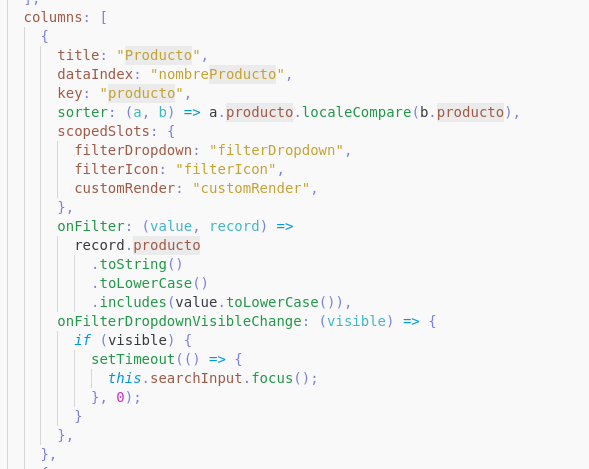 ],
columns: [
{
title: "Producto",
dataIndex: "nombreProducto",
key: "producto",
sorter: (a, b) => a.producto.localeCompare(b.producto),
scopedSlots: {
filterDropdown: "filterDropdown",
filterIcon: "filterIcon",
customRender: "customRender",
},
onFilter: (value, record) =>
record.producto
.toString()
.toLowerCase()
.includes(value.toLowerCase()),
onFilterDropdownVisibleChange: (visible) => {
if (visible) {
setTimeout(() => {
this.searchInput.focus();
}, 0);
}
},
},
{